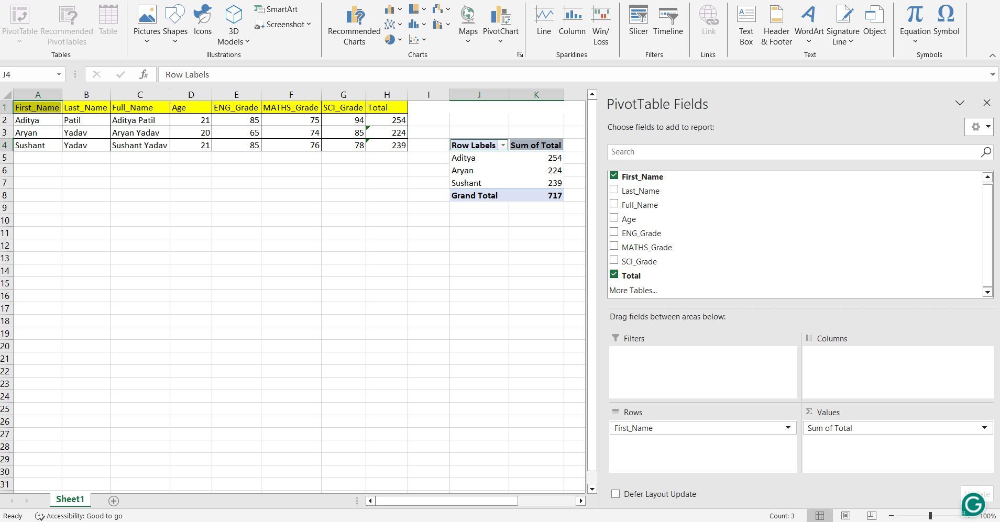 PivotTable
Recommended PivotTables
Table
Tables
Pictures
Shapes
Icons
3D Models
SmartArt
Screenshot
Illustrations
Recommended Charts
Maps
PivotChart
Charts
Line
Column
Win/ Loss
Sparklines
Slicer
Timeline
Filters
Link
Links
Text Box
Header & Footer
WordArt
Signature Line
Object
Text
Equation
Symbol
Symbols
J4
fx
Row Labels
A B C D E F G H I J K
1 First_Name Last_Name Full_Name Age ENG_Grade MATHS_Grade SCI_Grade Total
2 Aditya Patil Aditya Patil 21 85 75 94 254
3 Aryan Yadav Aryan Yadav 20 65 74 85 224
4 Sushant Yadav Sushant Yadav 21 85 76 78 239 Row Labels Sum of Total
5 Aditya 254
6 Aryan 224
7 Sushant 239
8 Grand Total 717
9
10
11
12
13
14
15
16
17
18
19
20
21
22
23
24
25
26
27
28
29
30
31
Sheet1
Ready
Accessibility: Good to go
Count: 3
100%
PivotTable Fields
Choose fields to add to report:
Search
First_Name
Last_Name
Full_Name
Age
ENG_Grade
MATHS_Grade
SCI_Grade
Total
More Tables...
Drag fields between areas below:
Filters
Columns
Rows
Σ Values
First_Name
Sum of Total
Defer Layout Update